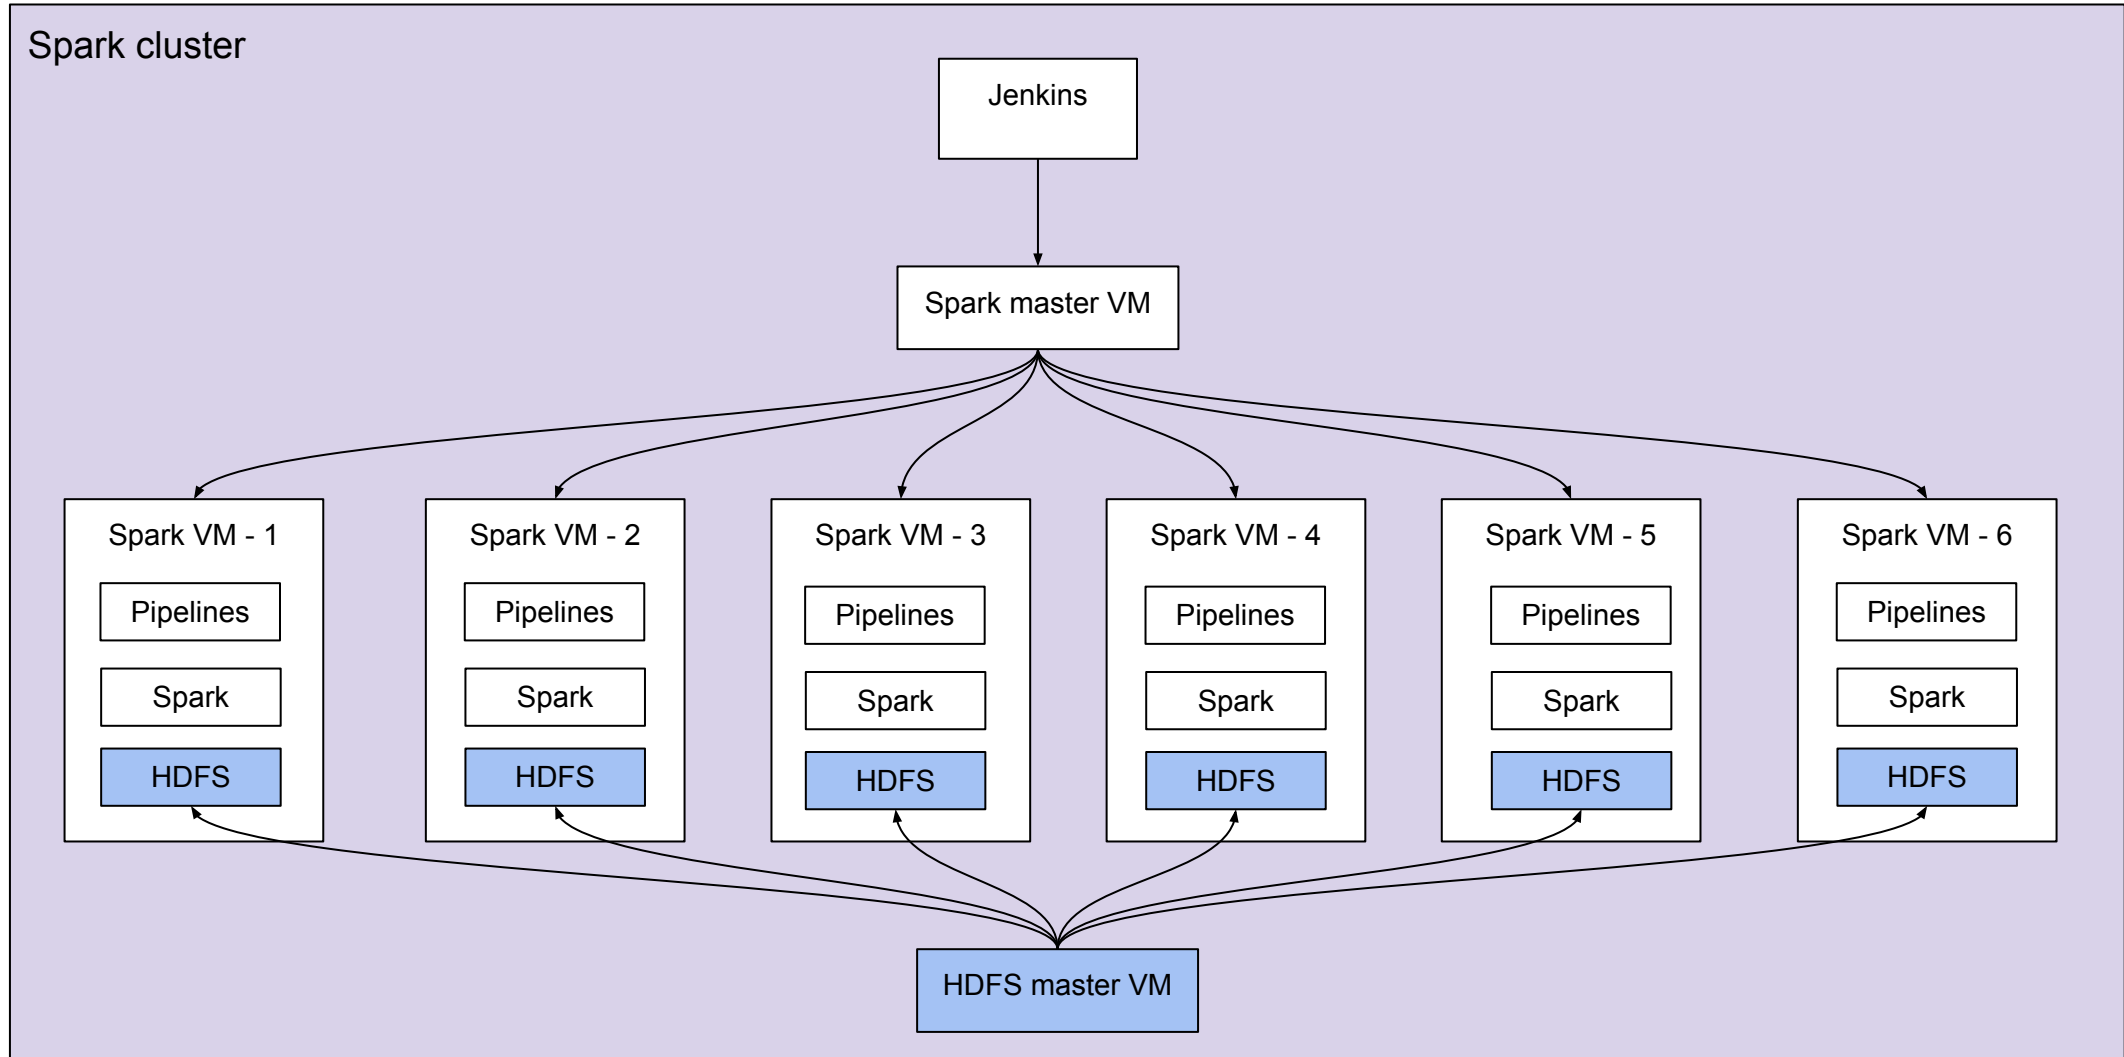 Spark cluster
Jenkins
Spark master VM
Spark VM - 1
Pipelines
Spark
HDFS
Spark VM - 2
Pipelines
Spark
HDFS
Spark VM - 3
Pipelines
Spark
HDFS
Spark VM - 4
Pipelines
Spark
HDFS
Spark VM - 5
Pipelines
Spark
HDFS
Spark VM - 6
Pipelines
Spark
HDFS
HDFS master VM